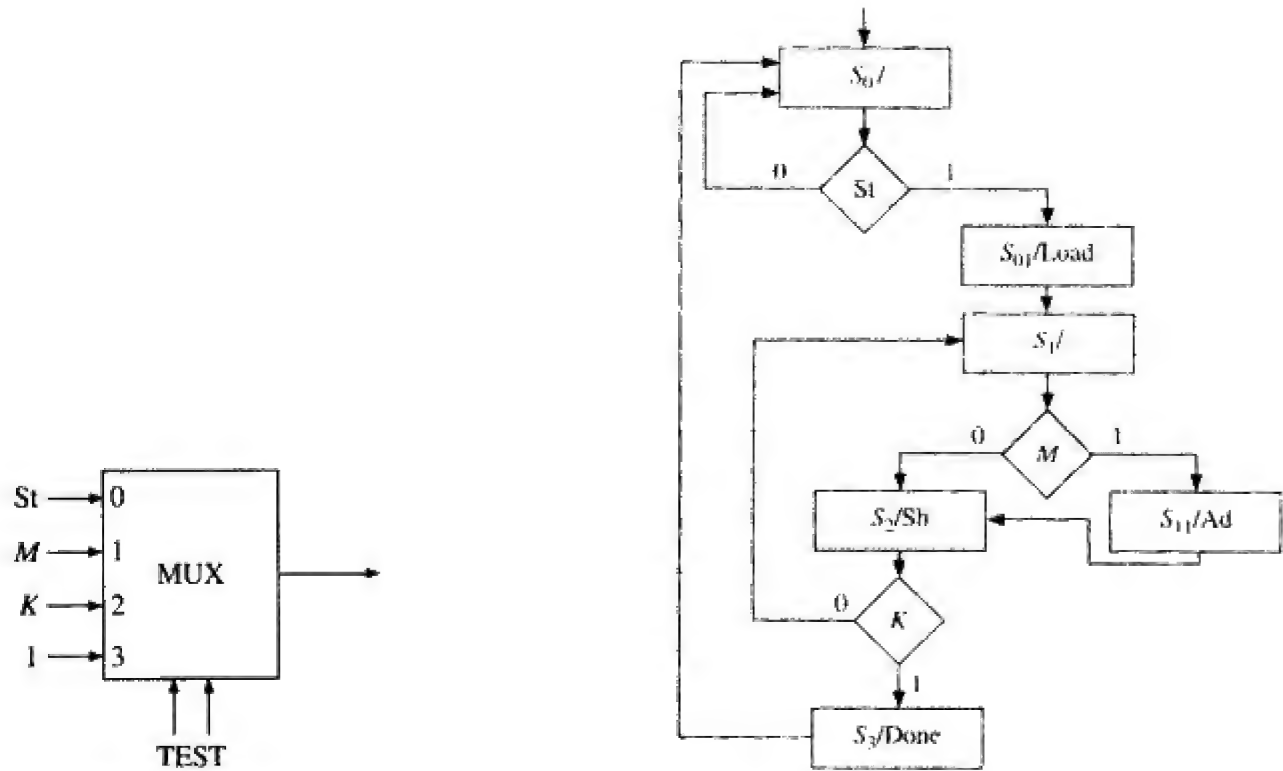 S₀/
0
St
1
S₀₁/Load
S₁/
0
M
1
S₂/Sh
S₁₁/Ad
0
K
1
S₃/Done
St
0
M
1
MUX
K
2
1
3
TEST